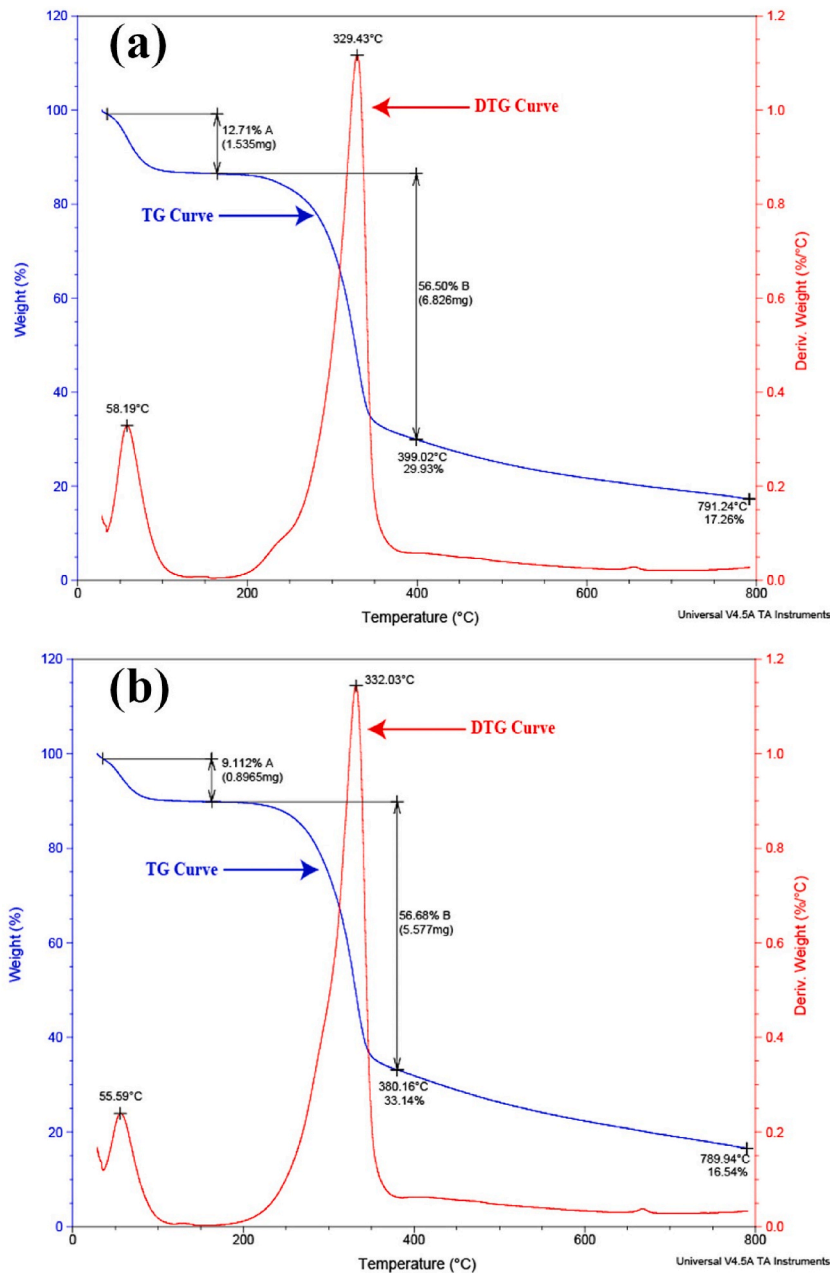 (a)
329.43°C
DTG Curve
12.71% A
(1.535mg)
TG Curve
56.50% B
(6.826mg)
58.19°C
399.02°C
29.93%
791.24°C
17.26%
120
100
80
60
40
20
0
Weight (%)
1.2
1.0
0.8
0.6
0.4
0.2
0.0
Deriv. Weight (%/°C)
0
200
400
600
800
Temperature (°C)
Universal V4.5A TA Instruments
(b)
332.03°C
DTG Curve
9.112% A
(0.8965mg)
TG Curve
56.68% B
(5.577mg)
55.59°C
380.16°C
33.14%
789.94°C
16.54%
120
100
80
60
40
20
0
Weight (%)
1.2
1.0
0.8
0.6
0.4
0.2
0.0
Deriv. Weight (%/°C)
0
200
400
600
800
Temperature (°C)
Universal V4.5A TA Instruments